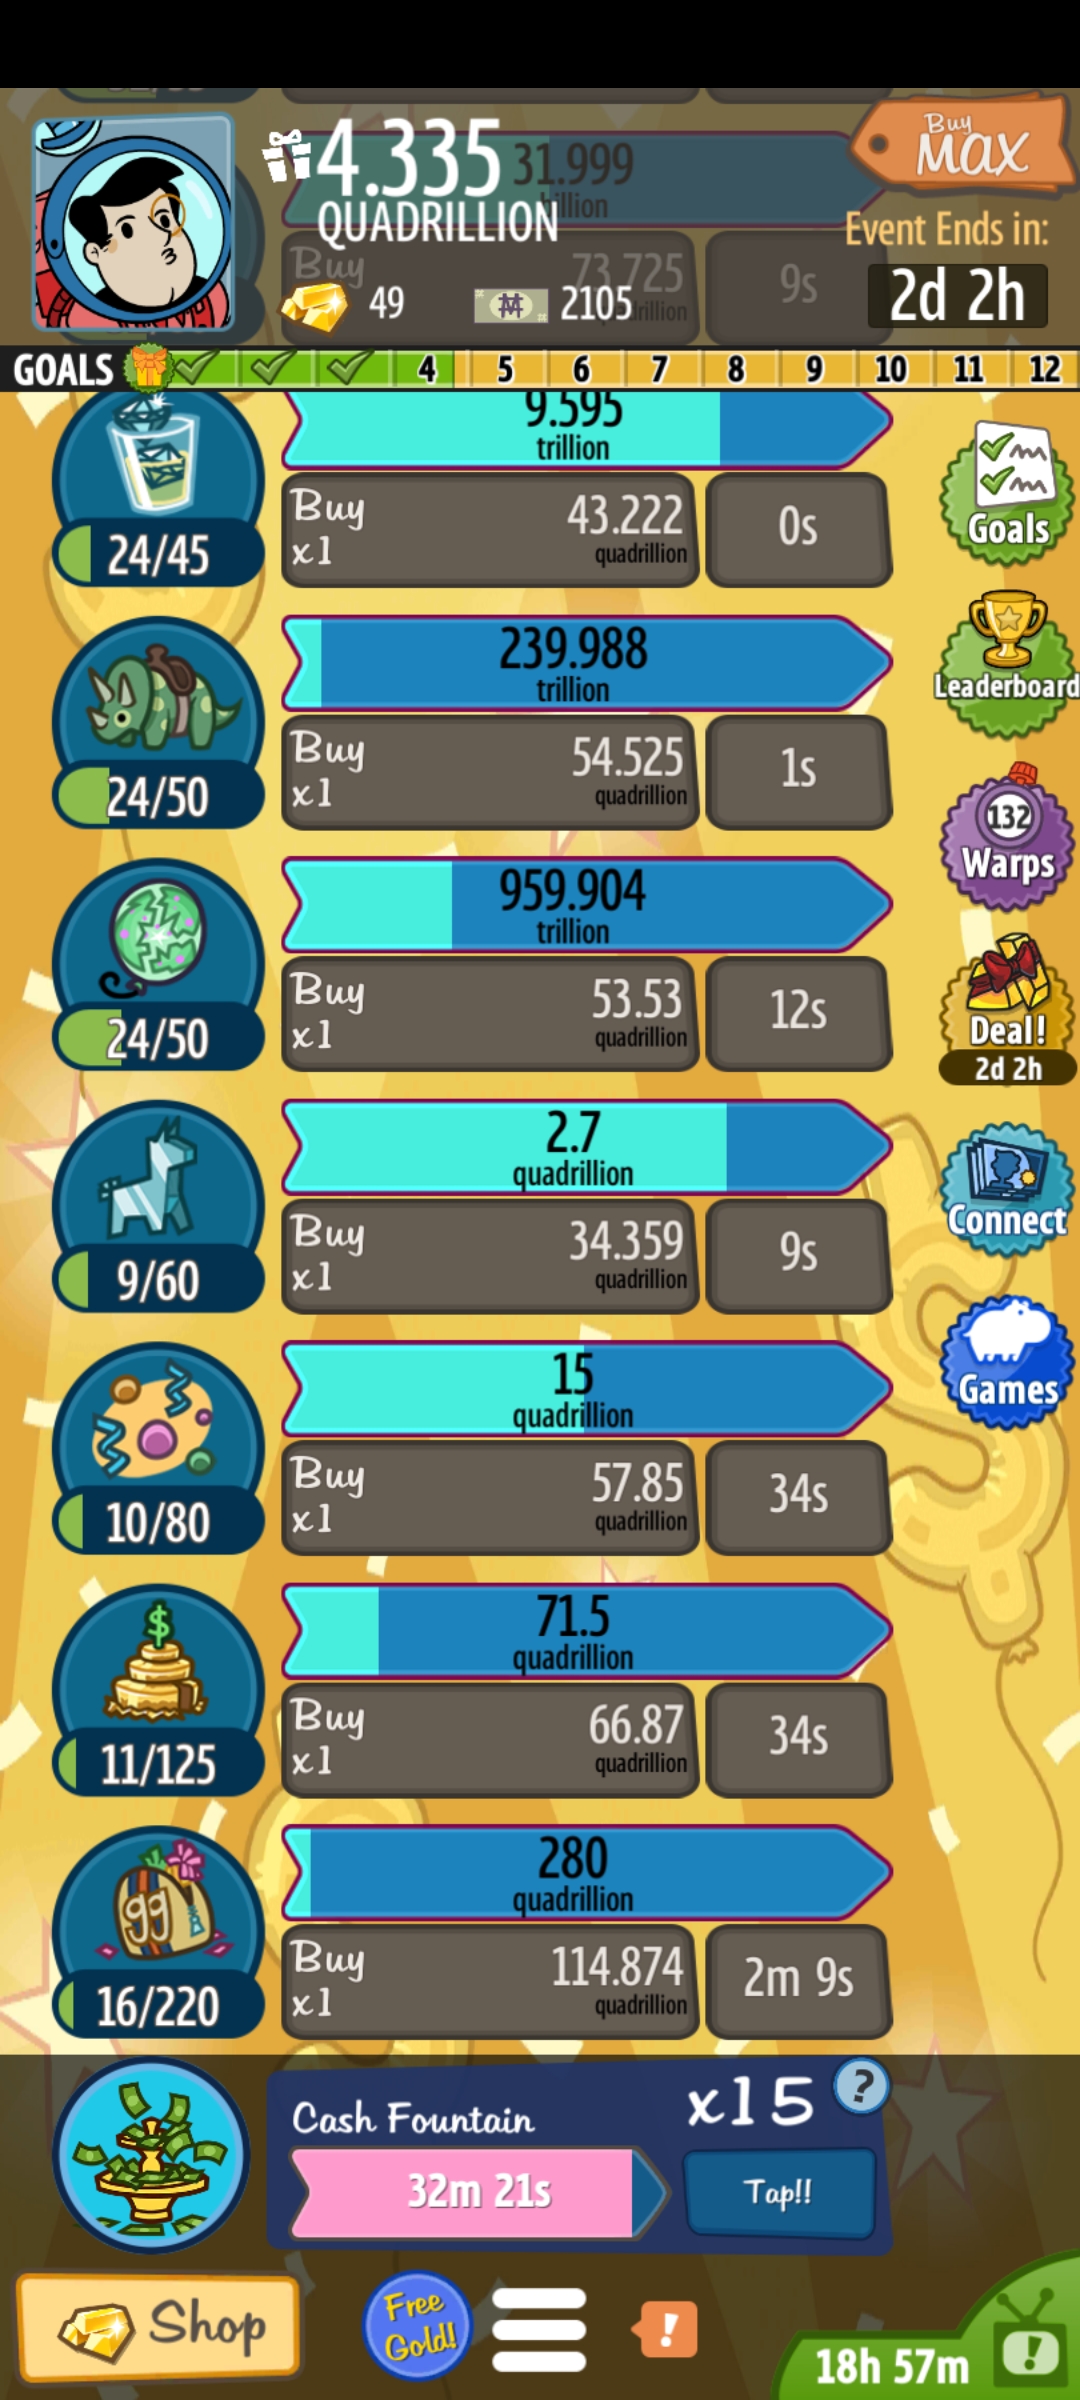 4.335
QUADRILLION
31.999
Buy
MAX
Event Ends in:
2d 2h
Buy
73.725
9s
49
2105
GOALS
4 5 6 7 8 9 10 11 12
9.595
trillion
Buy
x1
43.222
quadrillion
0s
24/45
Goals
239.988
trillion
Buy
x1
54.525
quadrillion
1s
24/50
Leaderboard
959.904
trillion
Buy
x1
53.53
quadrillion
12s
24/50
132
Warps
Deal!
2d 2h
2.7
quadrillion
Buy
x1
34.359
quadrillion
9s
9/60
Connect
15
quadrillion
Buy
x1
57.85
quadrillion
34s
10/80
Games
$
71.5
quadrillion
Buy
x1
66.87
quadrillion
34s
11/125
gg
280
quadrillion
Buy
x1
114.874
quadrillion
2m 9s
16/220
Cash Fountain
x15
?
32m 21s
Tap!!
Shop
Free
Gold!
!
18h 57m
!